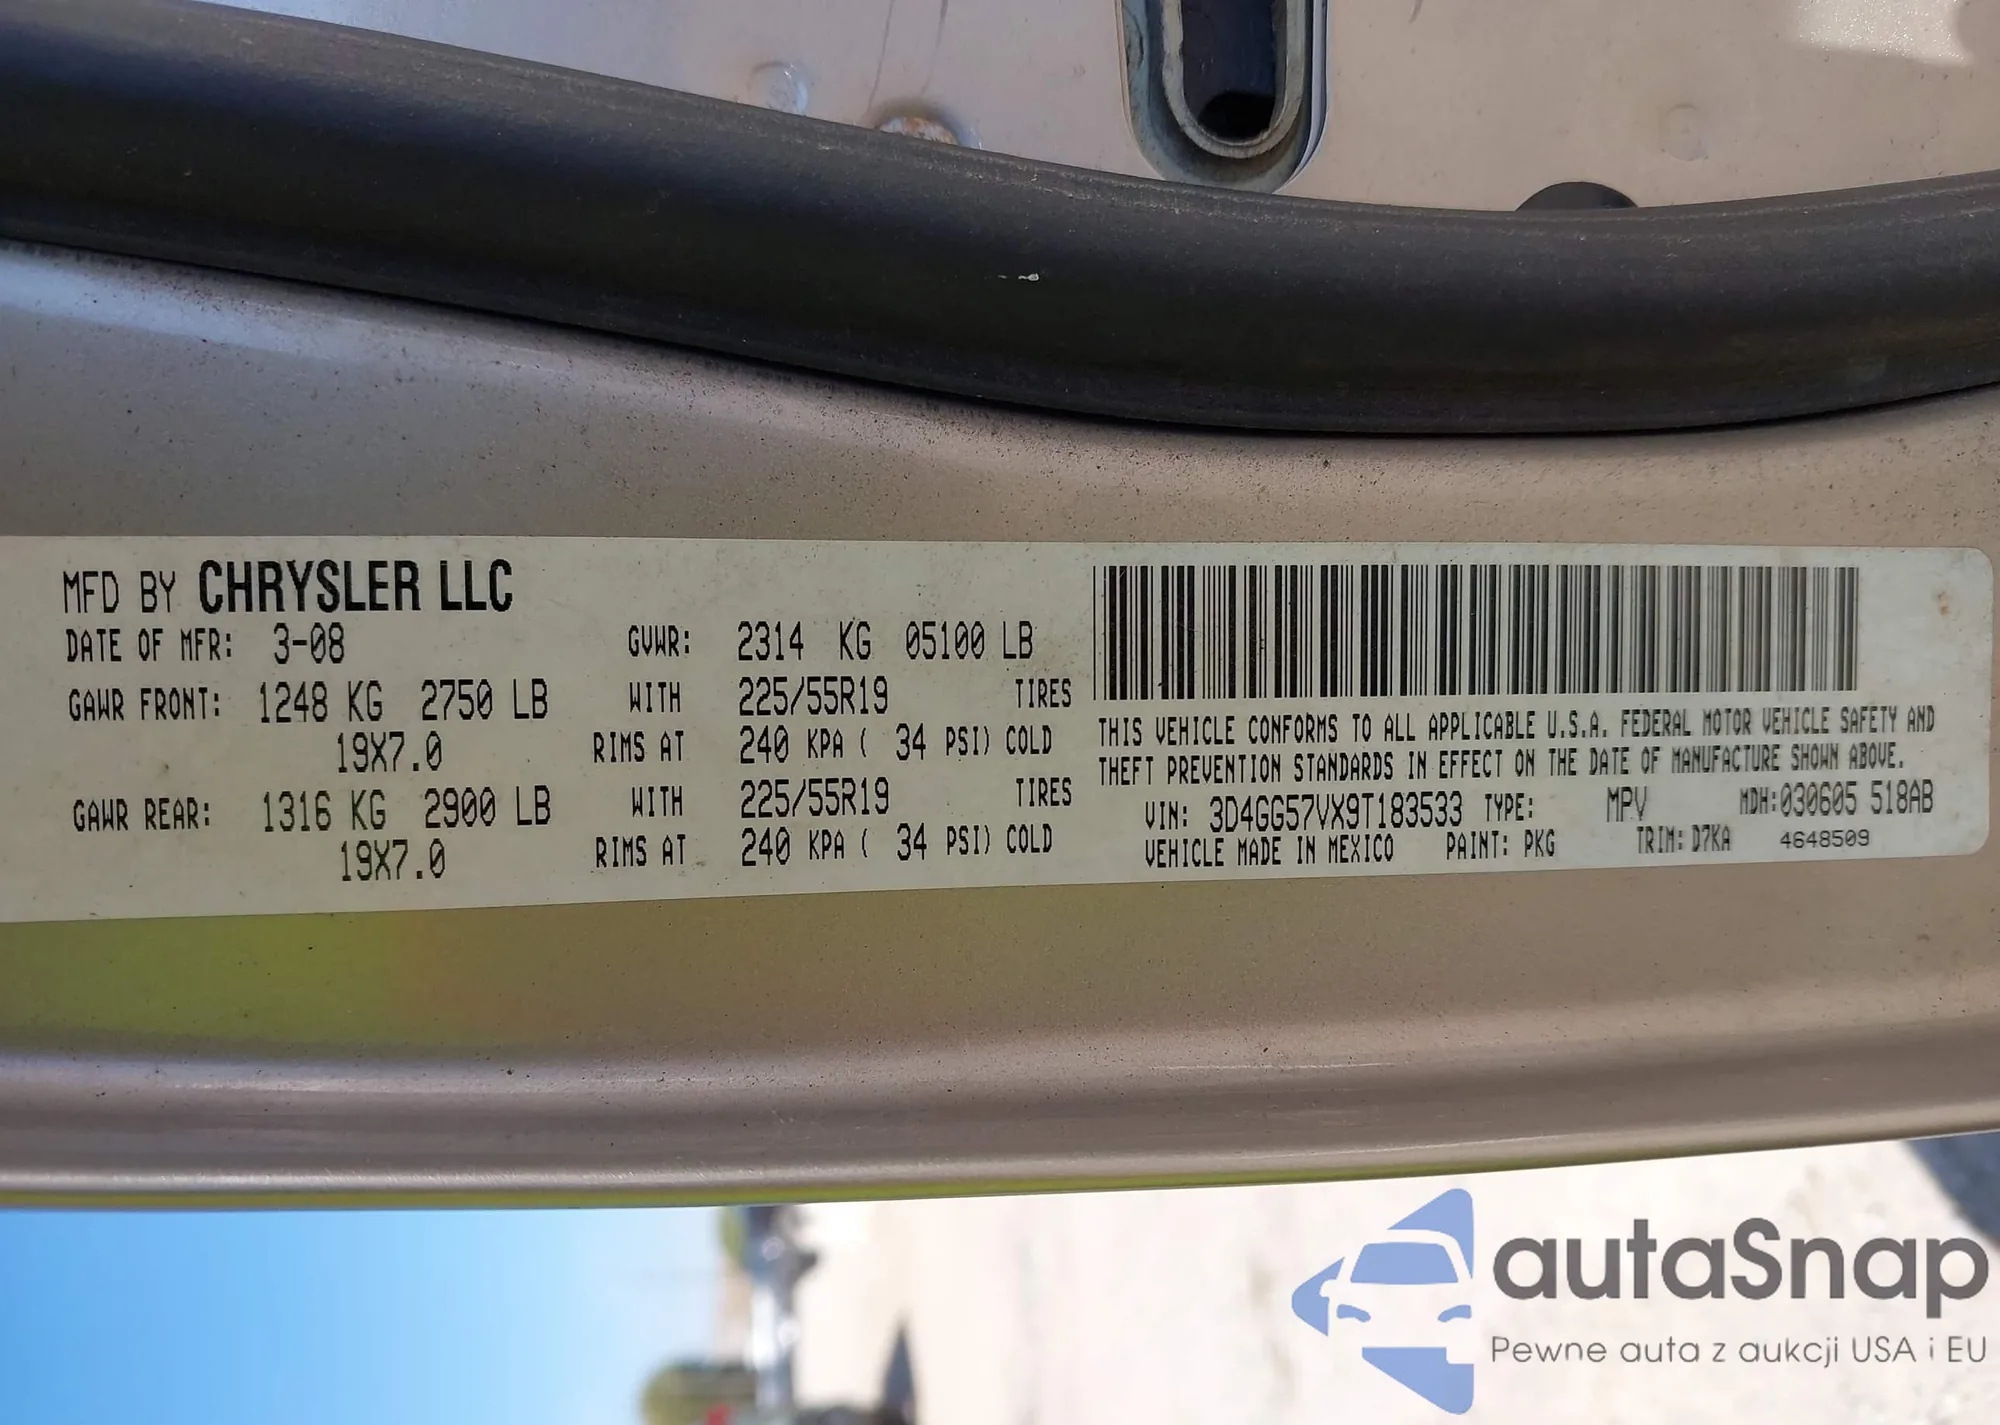 MFD BY CHRYSLER LLC
DATE OF MFR: 3-08 GVWR: 2314 KG 05100 LB
GAWR FRONT: 1248 KG 2750 LB WITH 225/55R19 TIRES
19X7.0 RIMS AT 240 KPA ( 34 PSI) COLD
GAWR REAR: 1316 KG 2900 LB WITH 225/55R19 TIRES
19X7.0 RIMS AT 240 KPA ( 34 PSI) COLD
THIS VEHICLE CONFORMS TO ALL APPLICABLE U.S.A. FEDERAL MOTOR VEHICLE SAFETY AND
THEFT PREVENTION STANDARDS IN EFFECT ON THE DATE OF MANUFACTURE SHOWN ABOVE.
VIN: 3D4GG57VX9T183533 TYPE: MPV MDH:030605 518AB
VEHICLE MADE IN MEXICO PAINT: PKG TRIM: D7KA 4648509
autaSnap
Pewne auta z aukcji USA i EU